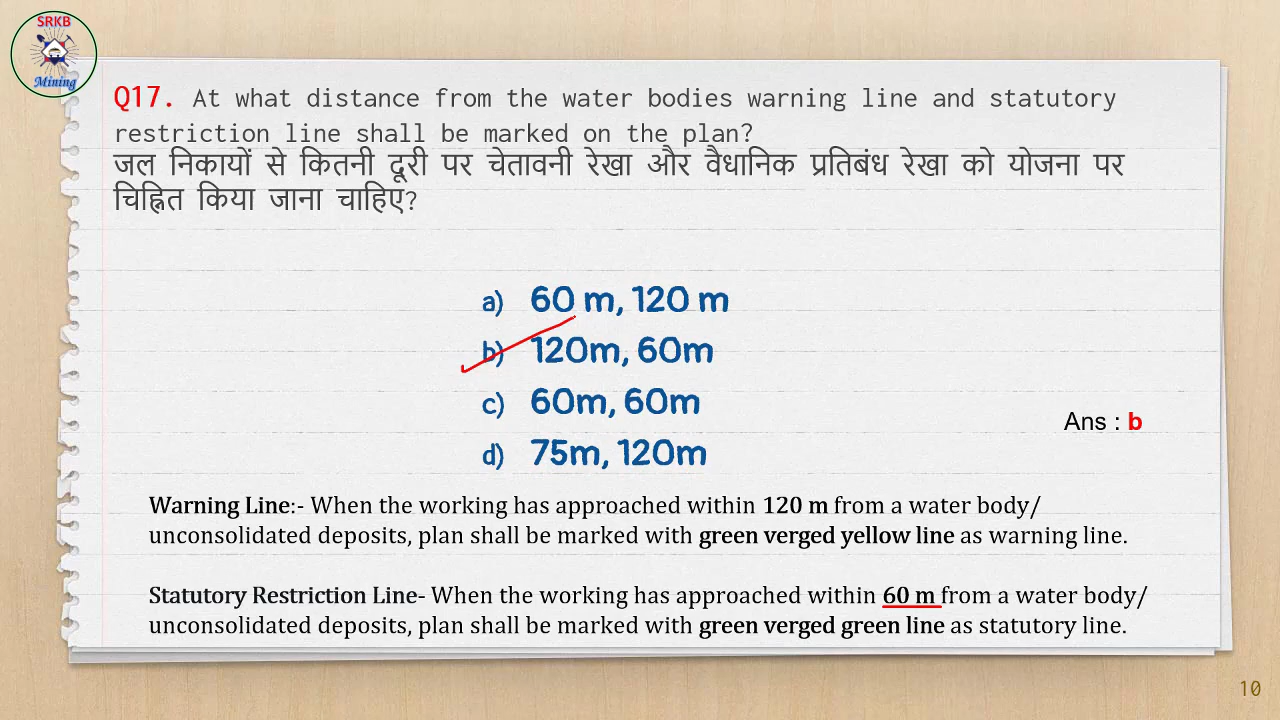 SRKB
Mining
Q17. At what distance from the water bodies warning line and statutory
restriction line shall be marked on the plan?
जल निकायों से कितनी दूरी पर चेतावनी रेखा और वैधानिक प्रतिबंध रेखा को योजना पर
चिह्नित किया जाना चाहिए?
a) 60 m, 120 m
b) 120m, 60m
c) 60m, 60m
d) 75m, 120m
Ans : b
Warning Line:- When the working has approached within 120 m from a water body/
unconsolidated deposits, plan shall be marked with green verged yellow line as warning line.
Statutory Restriction Line- When the working has approached within 60 m from a water body/
unconsolidated deposits, plan shall be marked with green verged green line as statutory line.
10